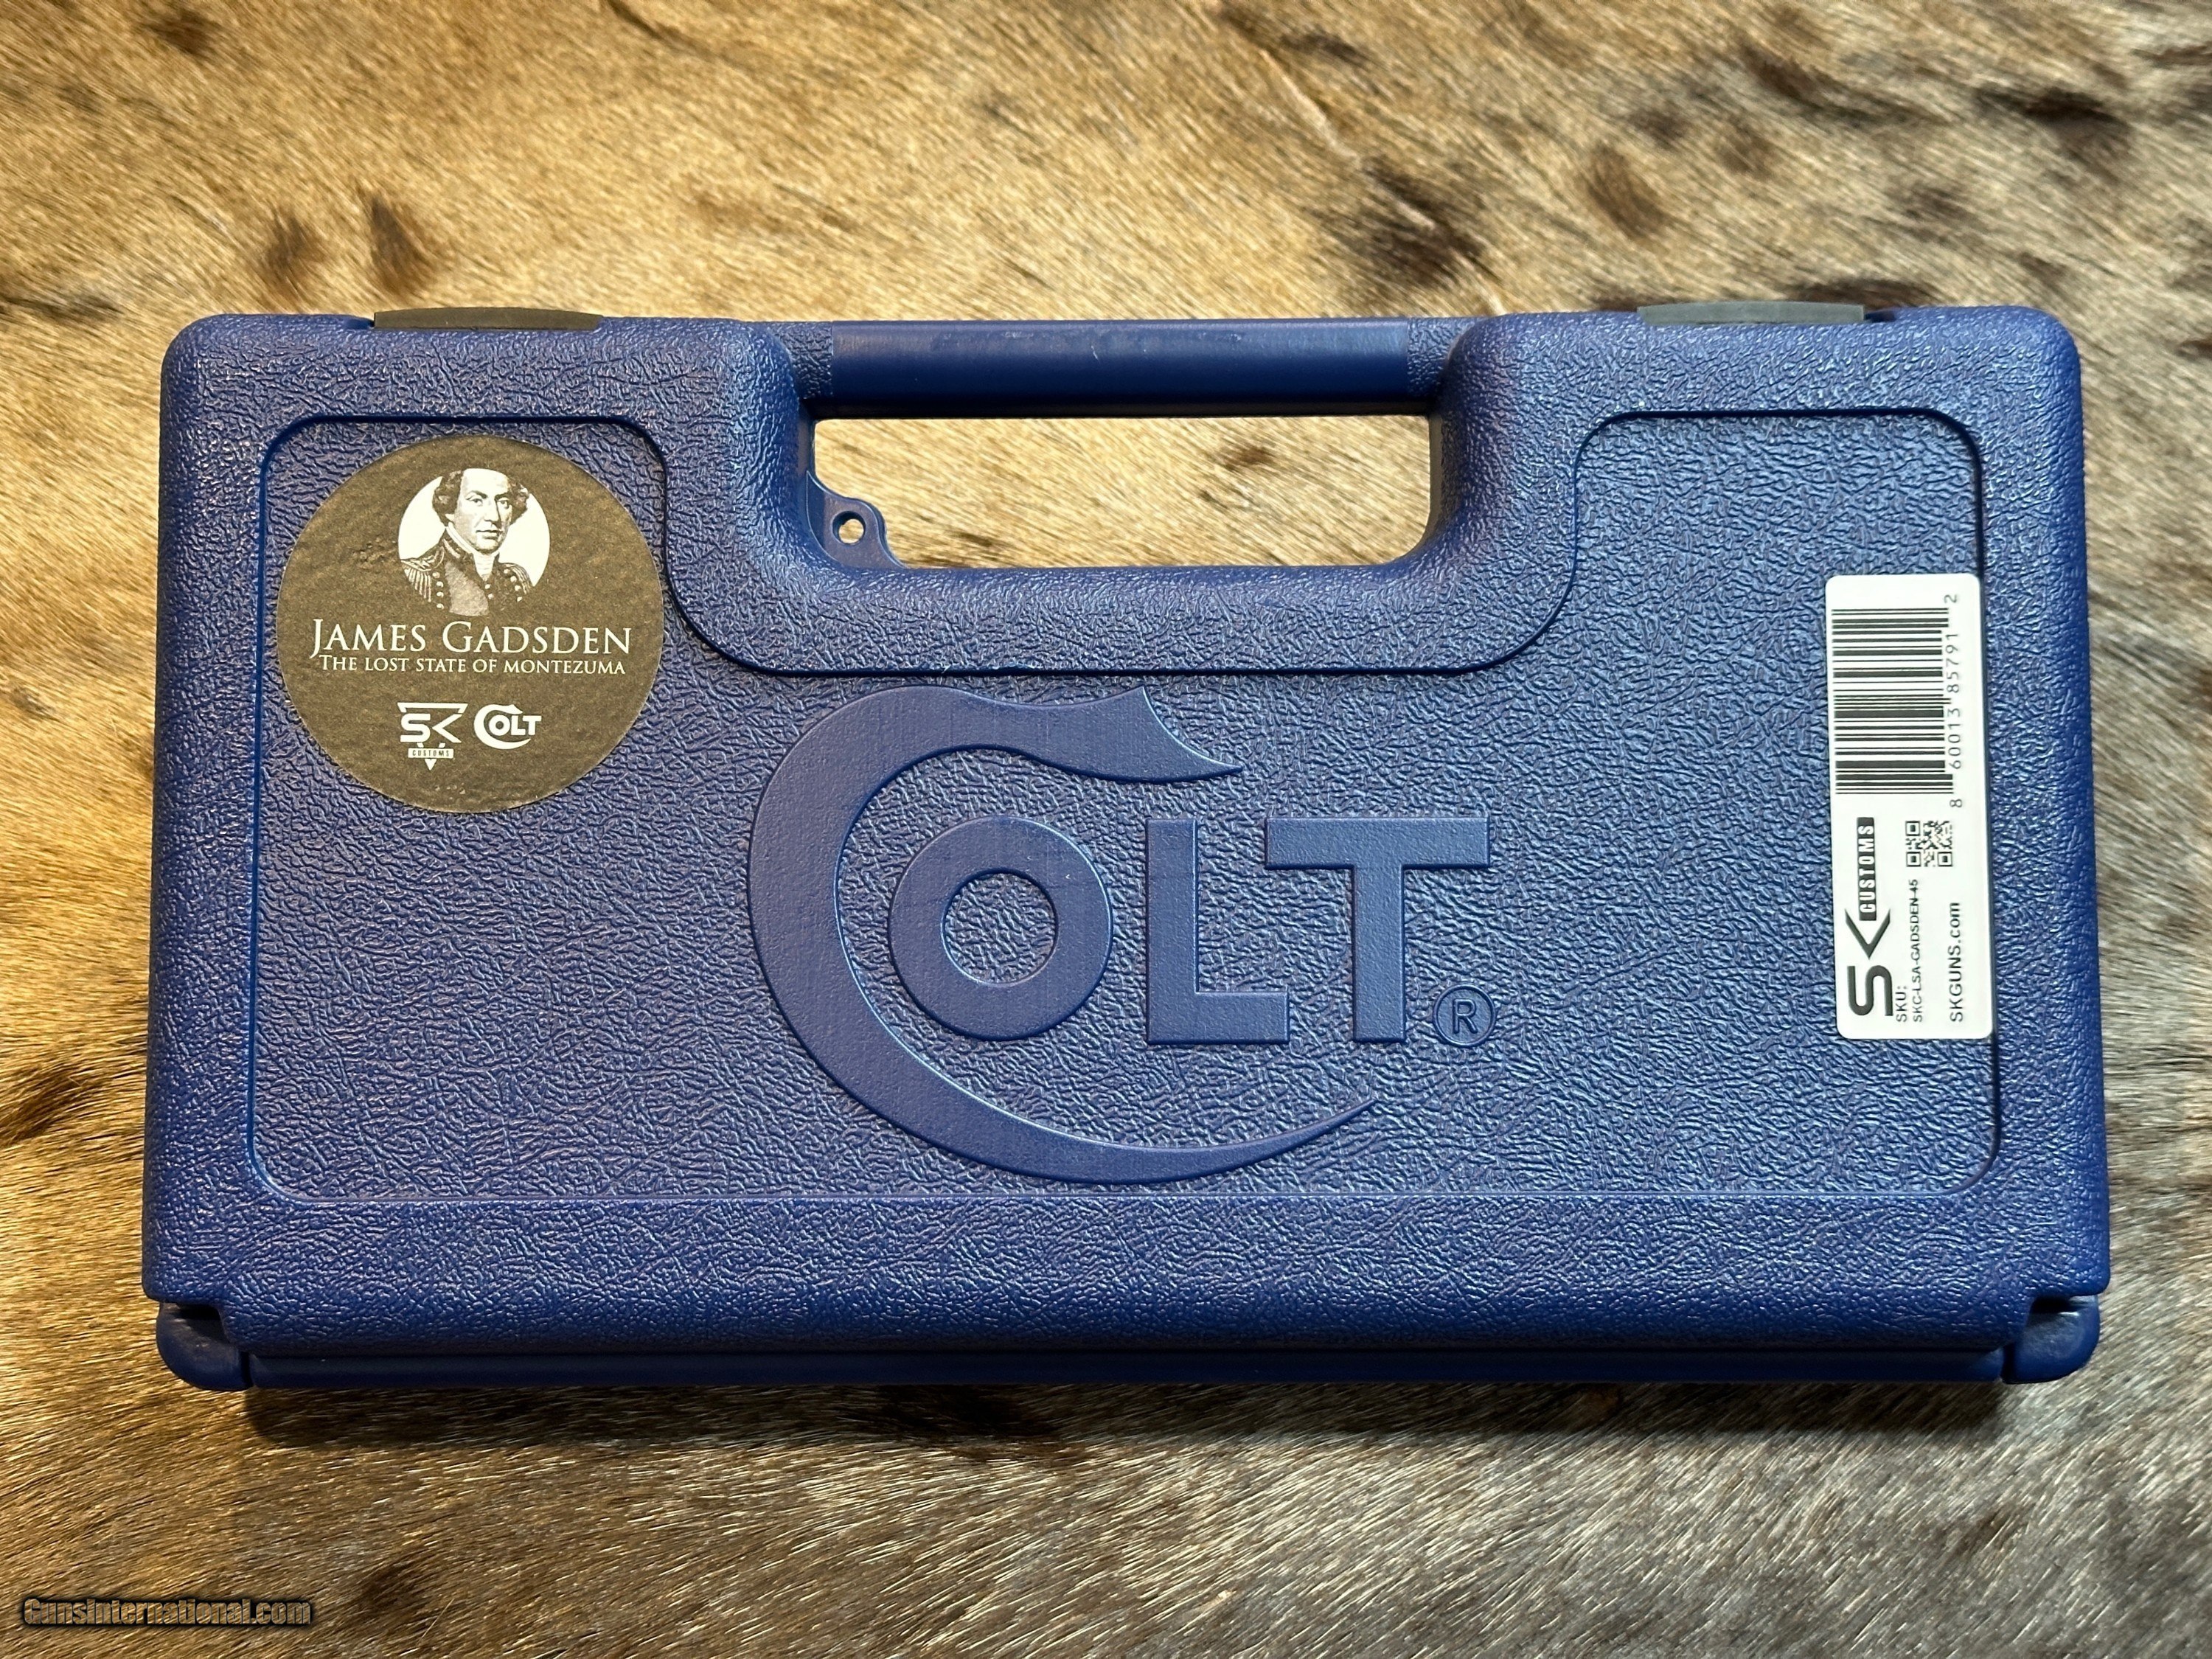 JAMES GADSDEN
THE LOST STATE OF MONTEZUMA
SK
CUSTOMS
COLT
COLT®
8 60013 85791 2
SK CUSTOMS
SKU:
SKC-LSA-GADSDEN-45
SKGUNS.com
GunsInternational.com